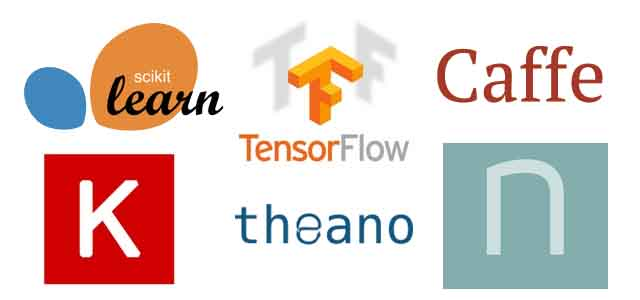 scikit
learn
TensorFlow
Caffe
K
theano
n